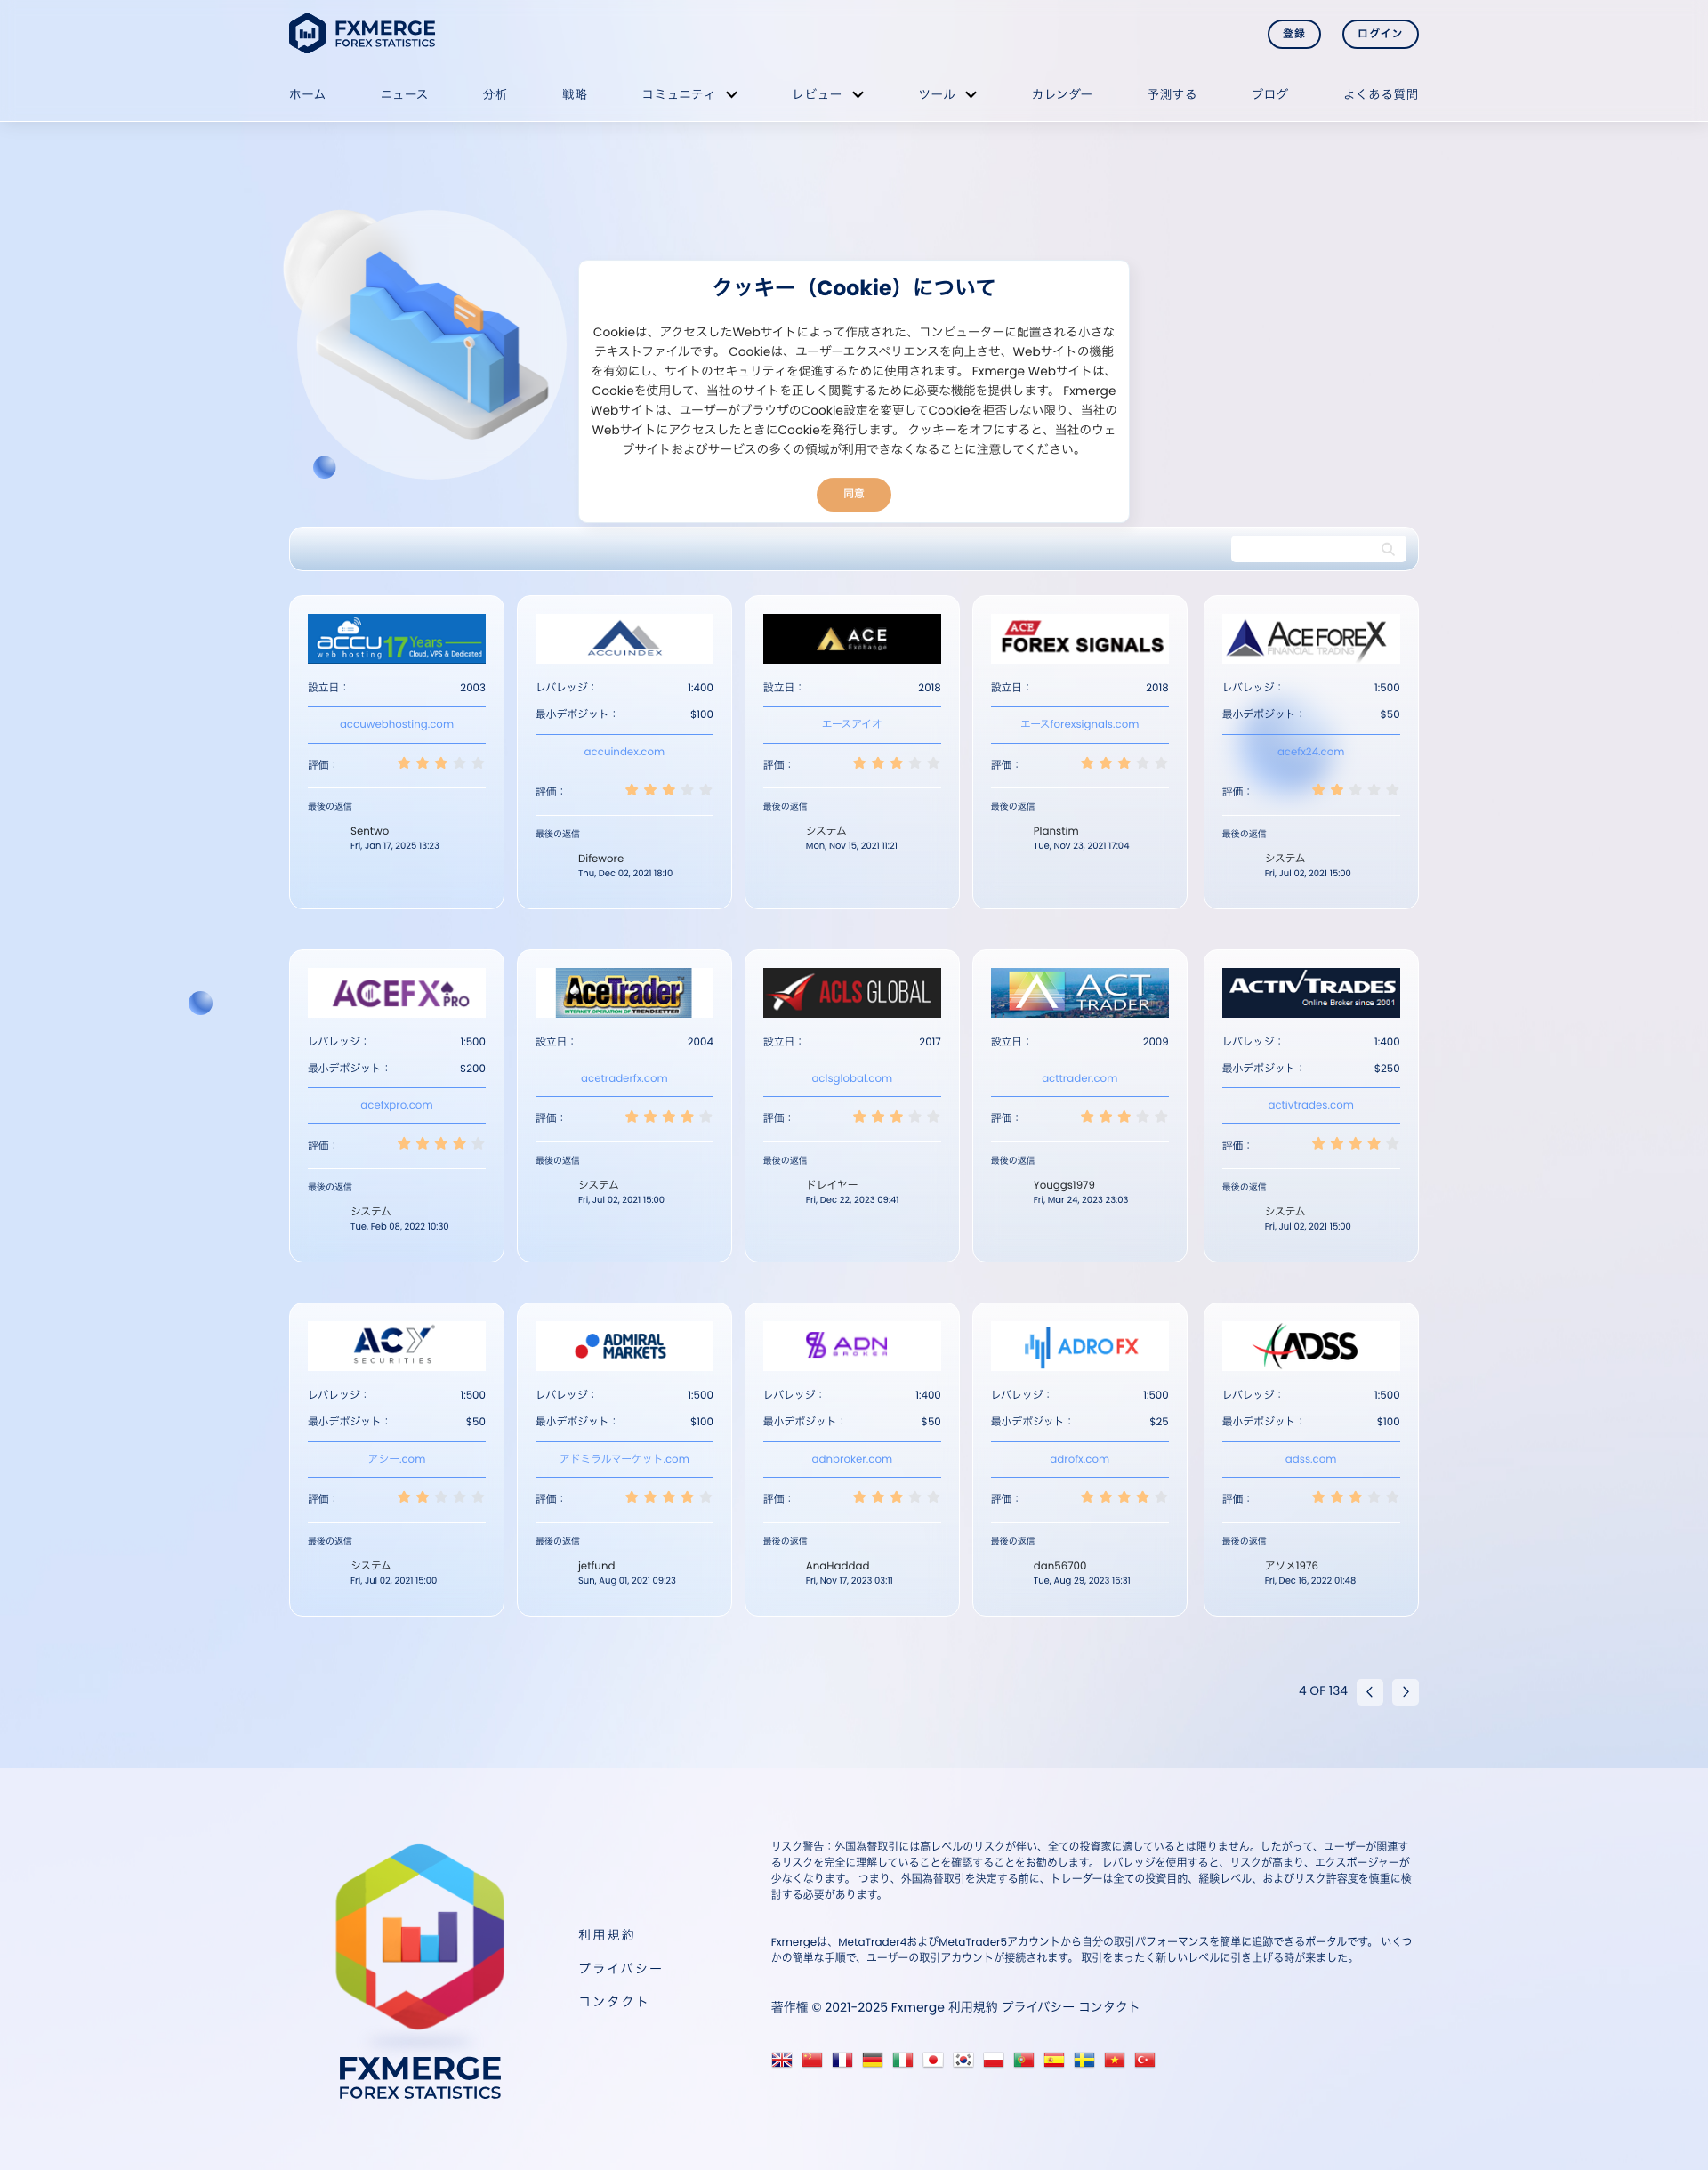 FXMERGE
FOREX STATISTICS
登録
ログイン
ホーム
ニュース
分析
戦略
コミュニティ
レビュー
ツール
カレンダー
予測する
ブログ
よくある質問
クッキー（Cookie）について
Cookieは、アクセスしたWebサイトによって作成された、コンピューターに配置される小さな
テキストファイルです。 Cookieは、ユーザーエクスペリエンスを向上させ、Webサイトの機能
を有効にし、サイトのセキュリティを促進するために使用されます。 Fxmerge Webサイトは、
Cookieを使用して、当社のサイトを正しく閲覧するために必要な機能を提供します。 Fxmerge
Webサイトは、ユーザーがブラウザのCookie設定を変更してCookieを拒否しない限り、当社の
WebサイトにアクセスしたときにCookieを発行します。 クッキーをオフにすると、当社のウェ
ブサイトおよびサービスの多くの領域が利用できなくなることに注意してください。
同意
accu 17 Years
web hosting Cloud, VPS & Dedicated
設立日： 2003
accuwebhosting.com
評価：
最後の返信
Sentwo
Fri, Jan 17, 2025 13:23
ACCUINDEX
レバレッジ： 1:400
最小デポジット： $100
accuindex.com
評価：
最後の返信
Difewore
Thu, Dec 02, 2021 18:10
ACE
Exchange
設立日： 2018
エースアイオ
評価：
最後の返信
システム
Mon, Nov 15, 2021 11:21
ACE
FOREX SIGNALS
設立日： 2018
エースforexsignals.com
評価：
最後の返信
Planstim
Tue, Nov 23, 2021 17:04
ACEFOREX
FINANCIAL TRADING
レバレッジ： 1:500
最小デポジット： $50
acefx24.com
評価：
最後の返信
システム
Fri, Jul 02, 2021 15:00
ACEFX PRO
レバレッジ： 1:500
最小デポジット： $200
acefxpro.com
評価：
最後の返信
システム
Tue, Feb 08, 2022 10:30
AceTrader™
INTERNET OPERATION OF TRENDSETTER
設立日： 2004
acetraderfx.com
評価：
最後の返信
システム
Fri, Jul 02, 2021 15:00
ACLS GLOBAL
設立日： 2017
aclsglobal.com
評価：
最後の返信
ドレイヤー
Fri, Dec 22, 2023 09:41
ACT
TRADER
設立日： 2009
acttrader.com
評価：
最後の返信
Youggs1979
Fri, Mar 24, 2023 23:03
ACTIVTRADES
Online Broker since 2001
レバレッジ： 1:400
最小デポジット： $250
activtrades.com
評価：
最後の返信
システム
Fri, Jul 02, 2021 15:00
ACY
SECURITIES
レバレッジ： 1:500
最小デポジット： $50
アシー.com
評価：
最後の返信
システム
Fri, Jul 02, 2021 15:00
ADMIRAL
MARKETS
レバレッジ： 1:500
最小デポジット： $100
アドミラルマーケット.com
評価：
最後の返信
jetfund
Sun, Aug 01, 2021 09:23
ADN
BROKER
レバレッジ： 1:400
最小デポジット： $50
adnbroker.com
評価：
最後の返信
AnaHaddad
Fri, Nov 17, 2023 03:11
ADROFX
レバレッジ： 1:500
最小デポジット： $25
adrofx.com
評価：
最後の返信
dan56700
Tue, Aug 29, 2023 16:31
ADSS
レバレッジ： 1:500
最小デポジット： $100
adss.com
評価：
最後の返信
アソメ1976
Fri, Dec 16, 2022 01:48
4 OF 134
FXMERGE
FOREX STATISTICS
利用規約
プライバシー
コンタクト
リスク警告：外国為替取引には高レベルのリスクが伴い、全ての投資家に適しているとは限りません。したがって、ユーザーが関連す
るリスクを完全に理解していることを確認することをお勧めします。 レバレッジを使用すると、リスクが高まり、エクスポージャーが
少なくなります。 つまり、外国為替取引を決定する前に、トレーダーは全ての投資目的、経験レベル、およびリスク許容度を慎重に検
討する必要があります。
Fxmergeは、MetaTrader4およびMetaTrader5アカウントから自分の取引パフォーマンスを簡単に追跡できるポータルです。 いくつ
かの簡単な手順で、ユーザーの取引アカウントが接続されます。 取引をまったく新しいレベルに引き上げる時が来ました。
著作権 © 2021-2025 Fxmerge 利用規約 プライバシー コンタクト